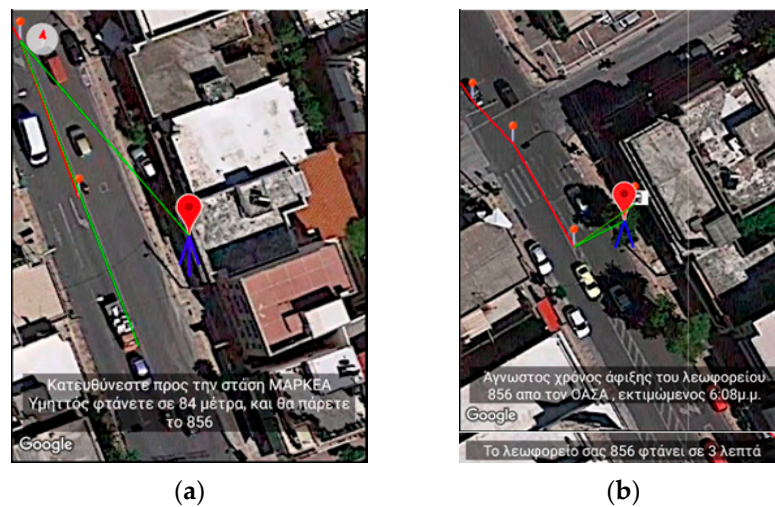 Κατευθύνεστε προς την στάση ΜΑΡΚΕΑ
Υμηττός φτάνετε σε 84 μέτρα, και θα πάρετε
το 856
Google
(a)
Άγνωστος χρόνος άφιξης του λεωφορείου
856 απο τον ΟΑΣΑ , εκτιμώμενος 6:08μ.μ.
Google
Το λεωφορείο σας 856 φτάνει σε 3 λεπτά
(b)